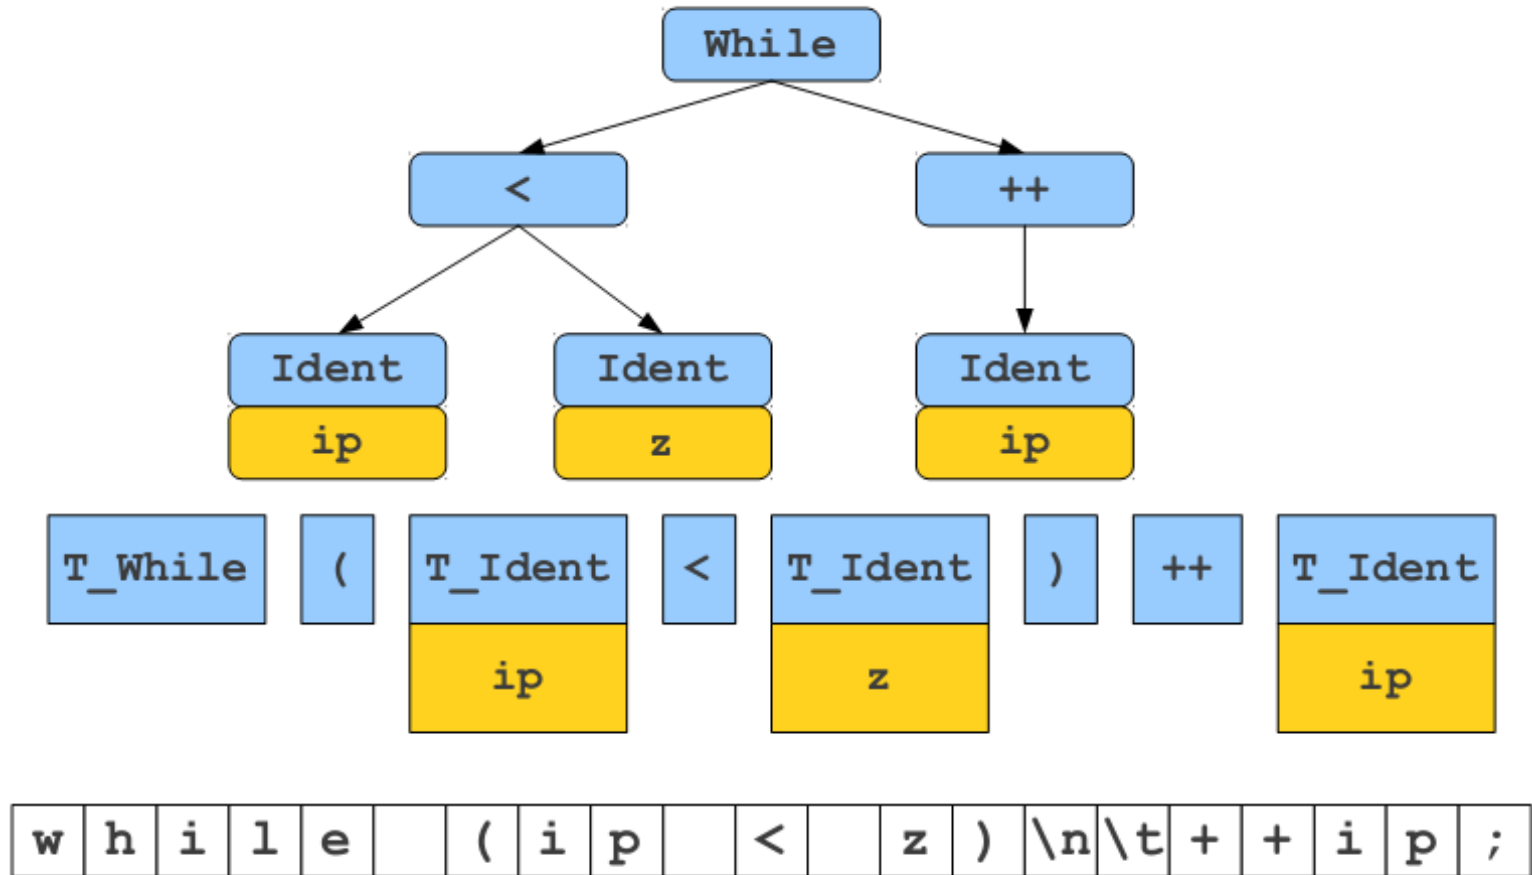 While
< ++
Ident Ident Ident
ip z ip
T_While ( T_Ident < T_Ident ) ++ T_Ident
ip z ip
w h i l e ( i p < z ) \n \t + + i p ;